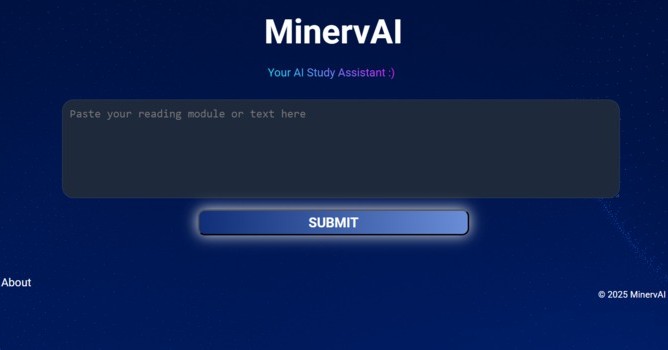 MinervAI
Your AI Study Assistant :)
Paste your reading module or text here
SUBMIT
About
© 2025 MinervAI